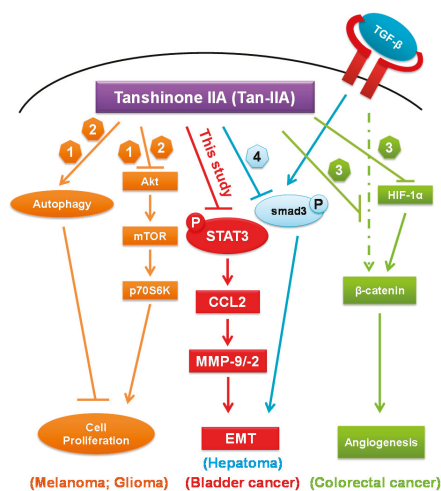 TGF-β
Tanshinone IIA (Tan-IIA)
1
2
1
2
This study
4
3
3
Autophagy
Akt
HIF-1α
smad3
P
P
STAT3
mTOR
p70S6K
CCL2
β-catenin
MMP-9/-2
Cell
Proliferation
EMT
Angiogenesis
(Hepatoma)
(Melanoma; Glioma)
(Bladder cancer)
(Colorectal cancer)